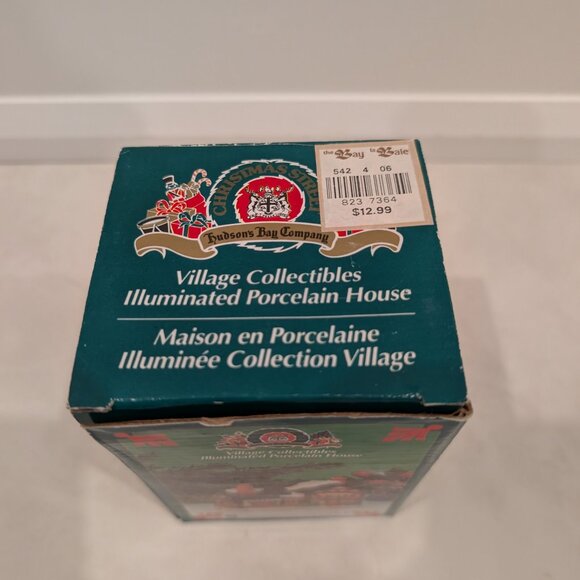 the Bay la Baie
542 4 06
823 7364
$12.99
CHRISTMAS STREET
Hudson's Bay Company
Village Collectibles
Illuminated Porcelain House
Maison en Porcelaine
Illuminée Collection Village
Village Collectibles
Illuminated Porcelain House